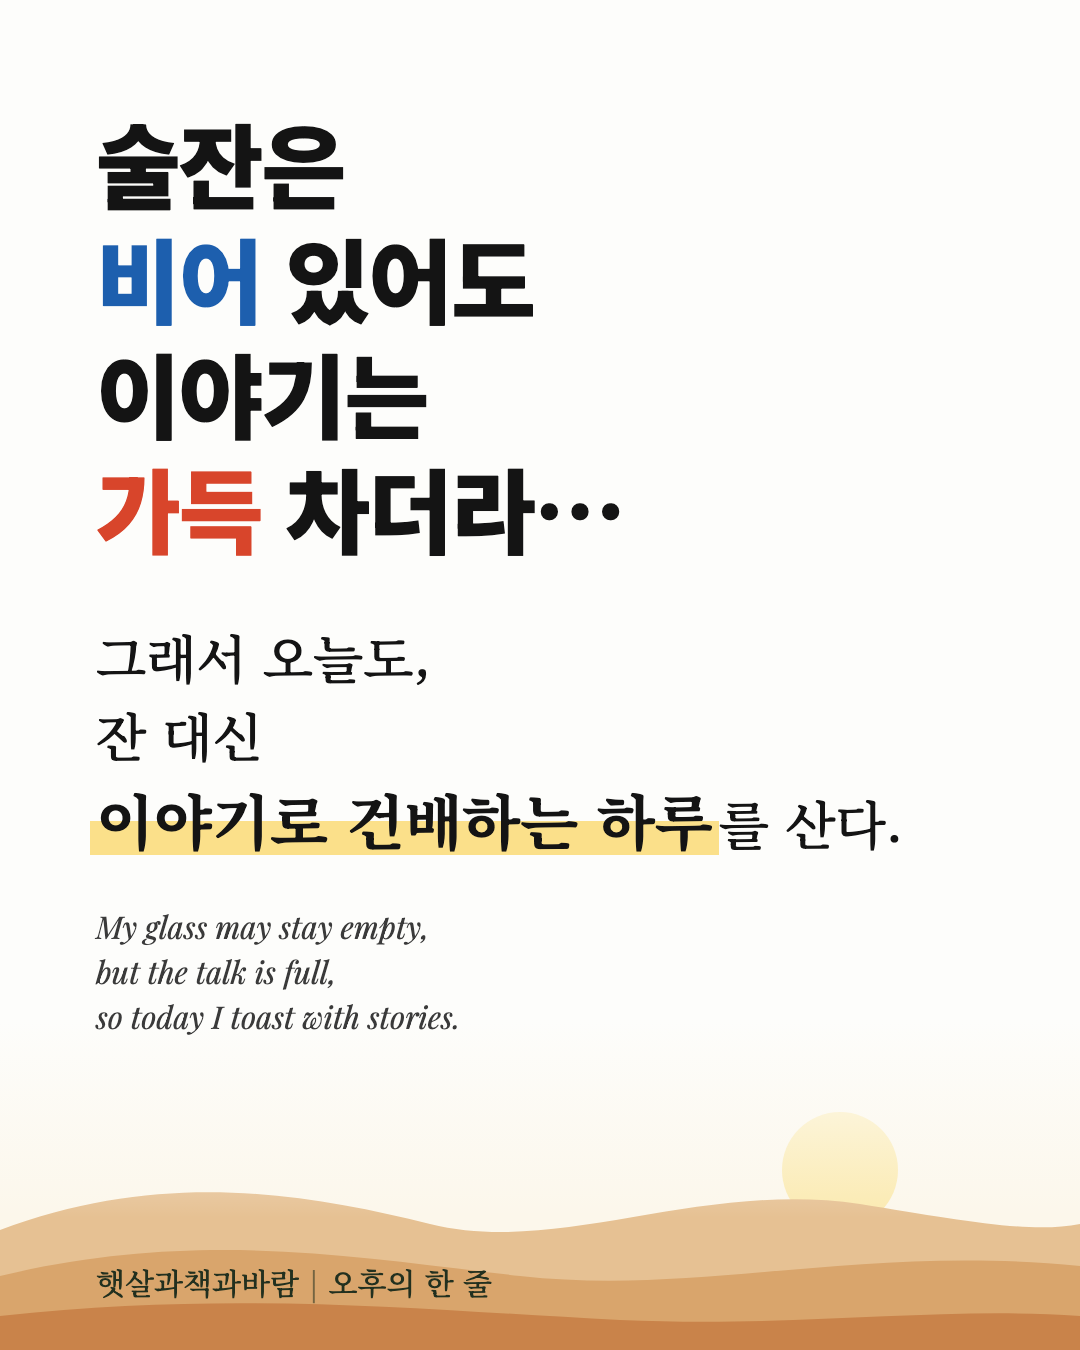 술잔은
비어 있어도
이야기는
가득 차더라…
그래서 오늘도,
잔 대신
이야기로 건배하는 하루를 산다.
My glass may stay empty,
but the talk is full,
so today I toast with stories.
햇살과책과바람 | 오후의 한 줄